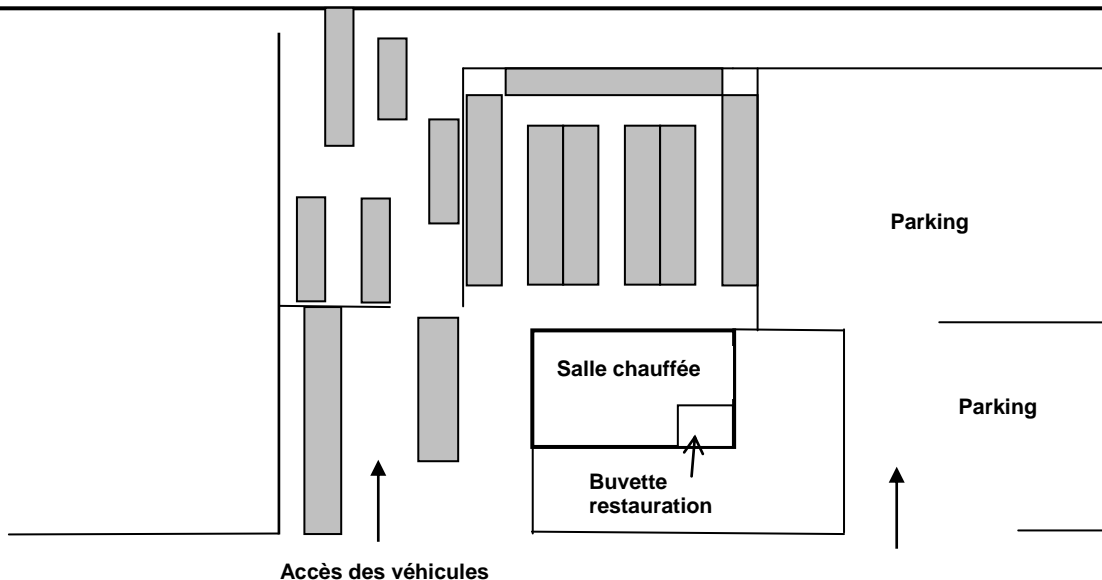 Parking
Salle chauffée
Parking
Buvette
restauration
Accès des véhicules